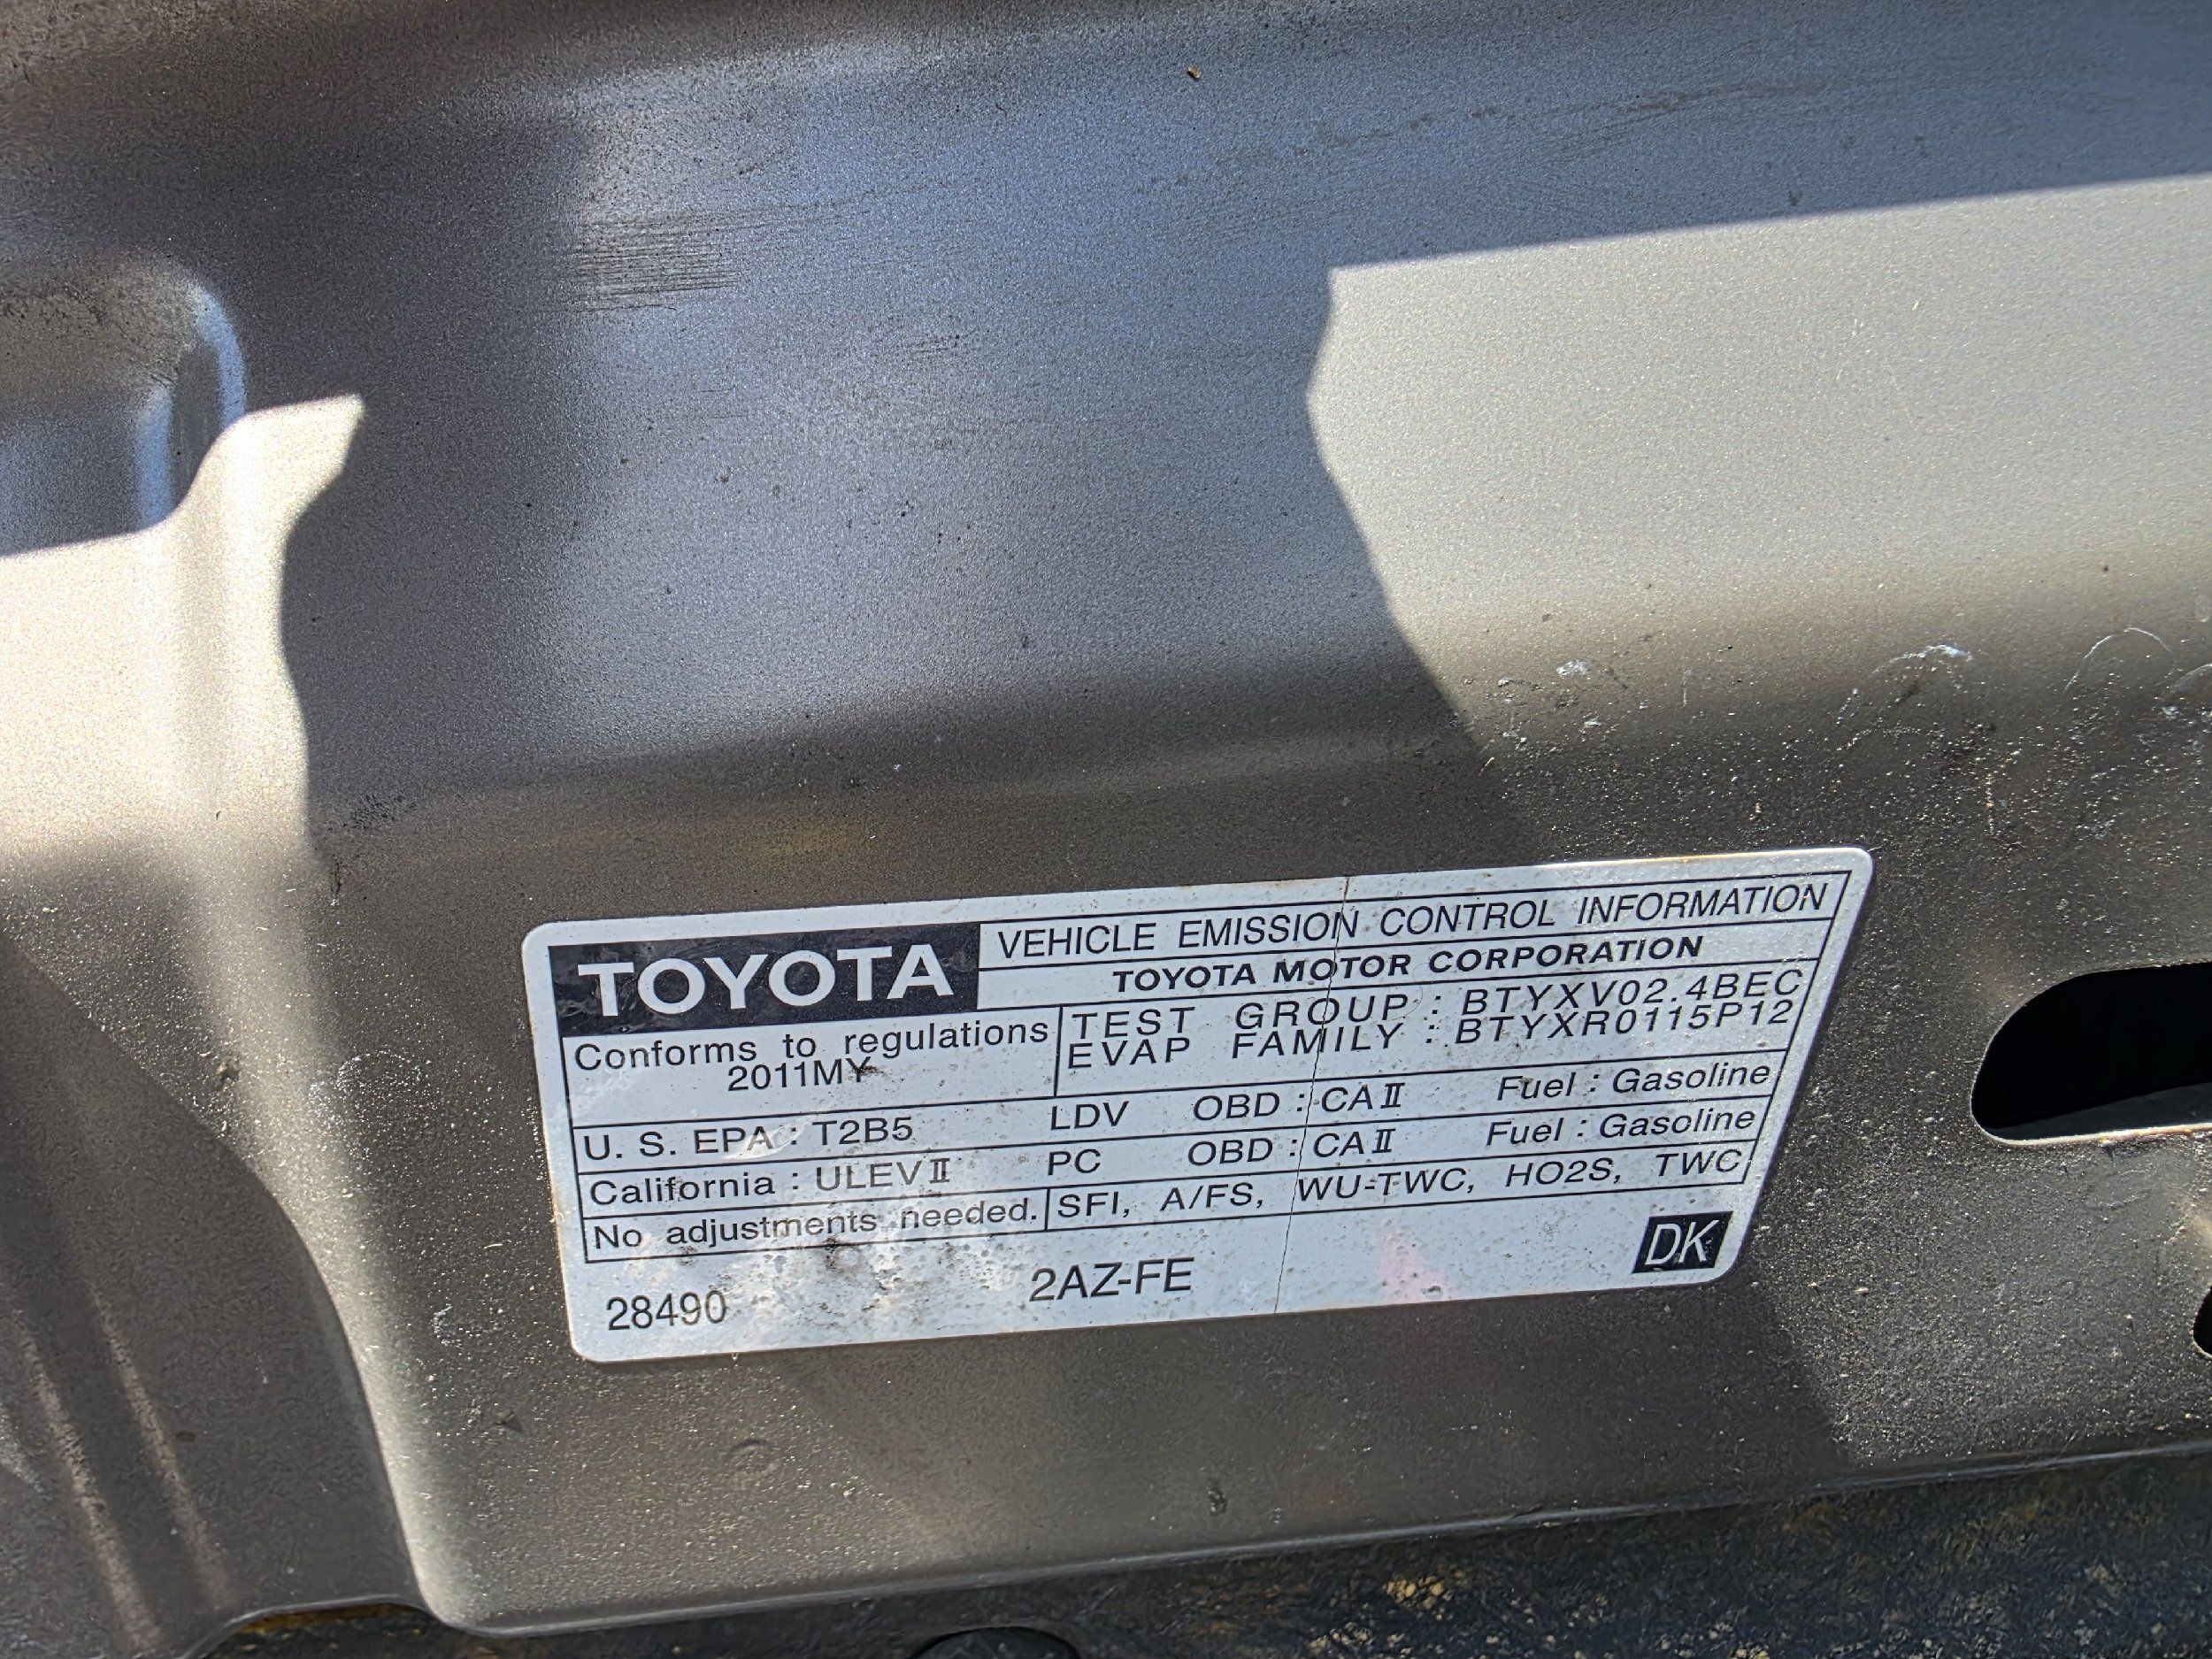 TOYOTA VEHICLE EMISSION CONTROL INFORMATION
TOYOTA MOTOR CORPORATION
Conforms to regulations
2011MY
TEST GROUP : BTYXV02.4BEC
EVAP FAMILY : BTYXR0115P12
U. S. EPA : T2B5 LDV OBD : CAⅡ Fuel : Gasoline
California : ULEVⅡ PC OBD : CAⅡ Fuel : Gasoline
No adjustments needed. SFI, A/FS, WU-TWC, HO2S, TWC
28490 2AZ-FE DK